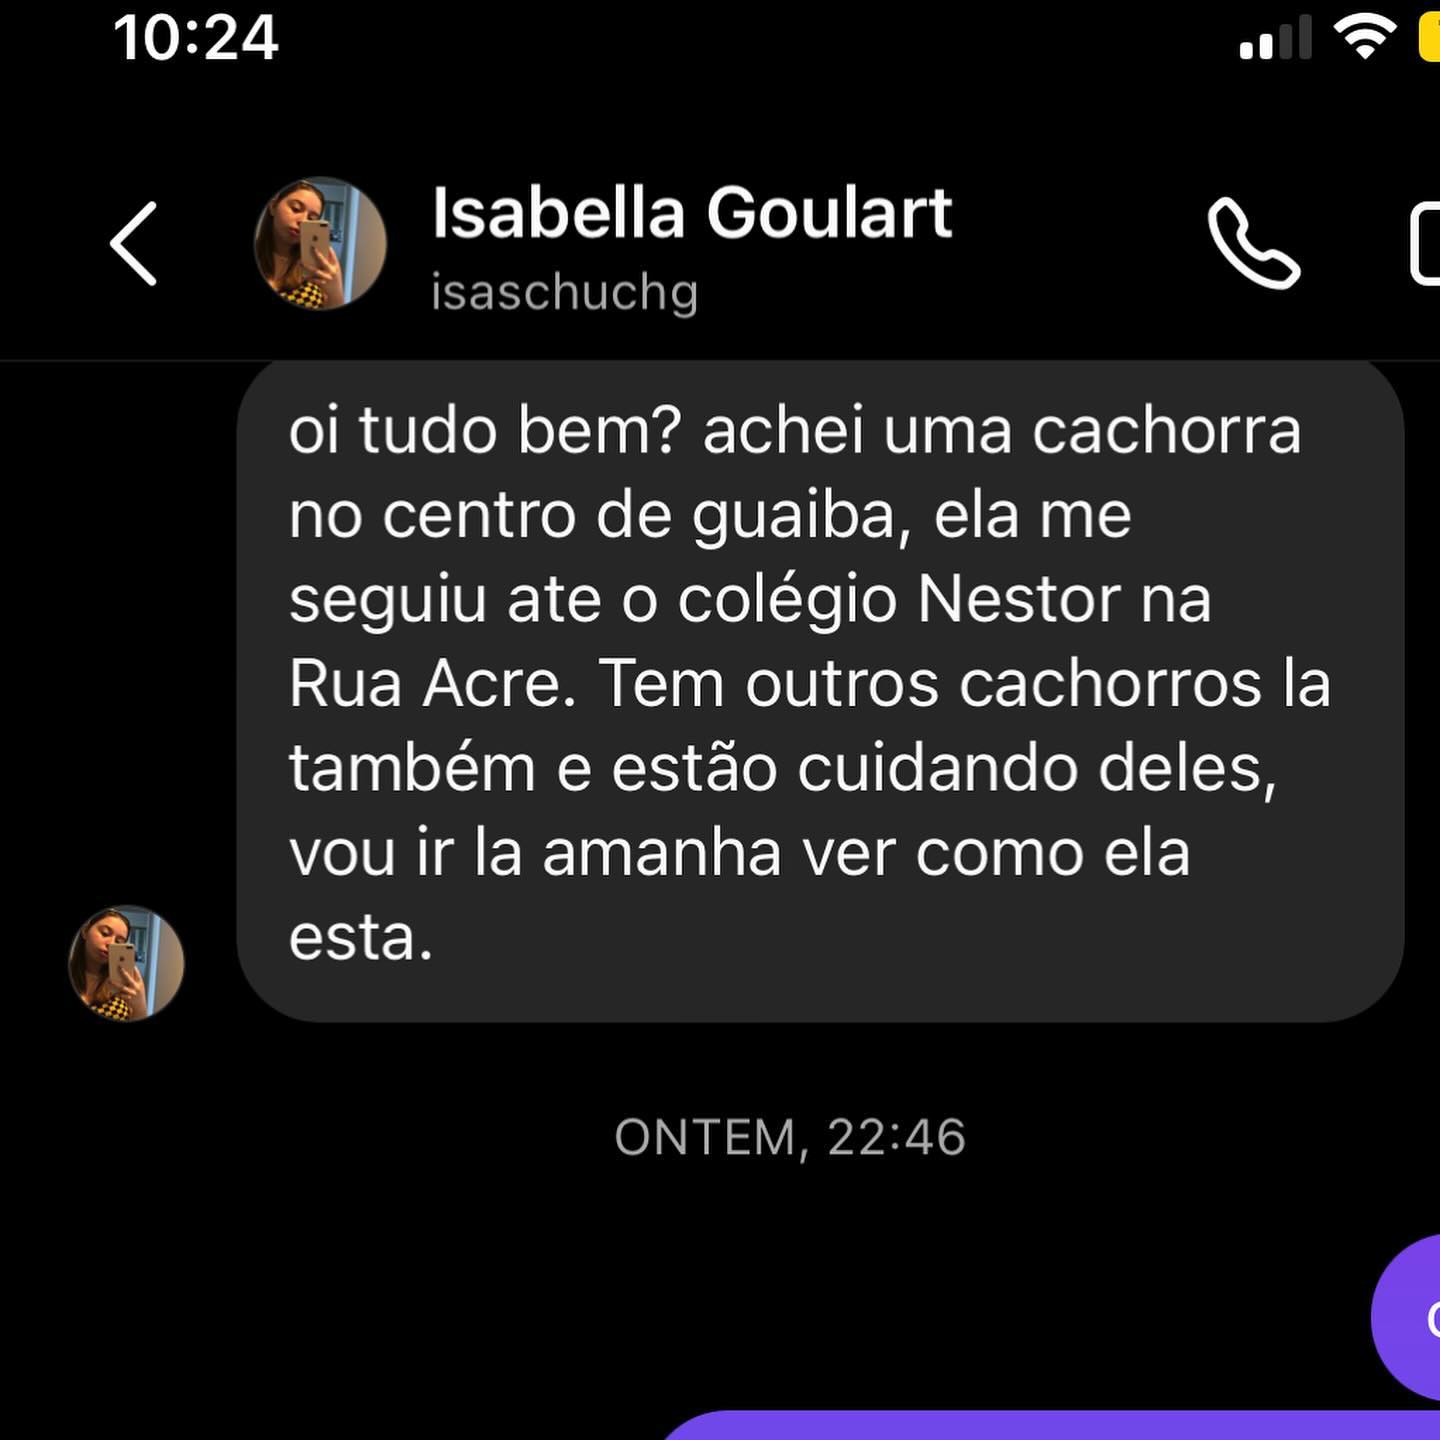 10:24
Isabella Goulart
isaschuchg
oi tudo bem? achei uma cachorra
no centro de guaiba, ela me
seguiu ate o colégio Nestor na
Rua Acre. Tem outros cachorros la
também e estão cuidando deles,
vou ir la amanha ver como ela
esta.
ONTEM, 22:46